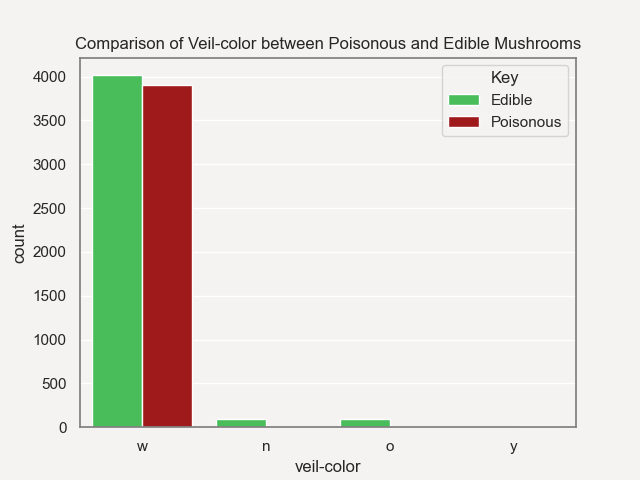 Comparison of Veil-color between Poisonous and Edible Mushrooms
Key
Edible
Poisonous
4000
3500
3000
2500
2000
1500
1000
500
0
count
w n o y
veil-color